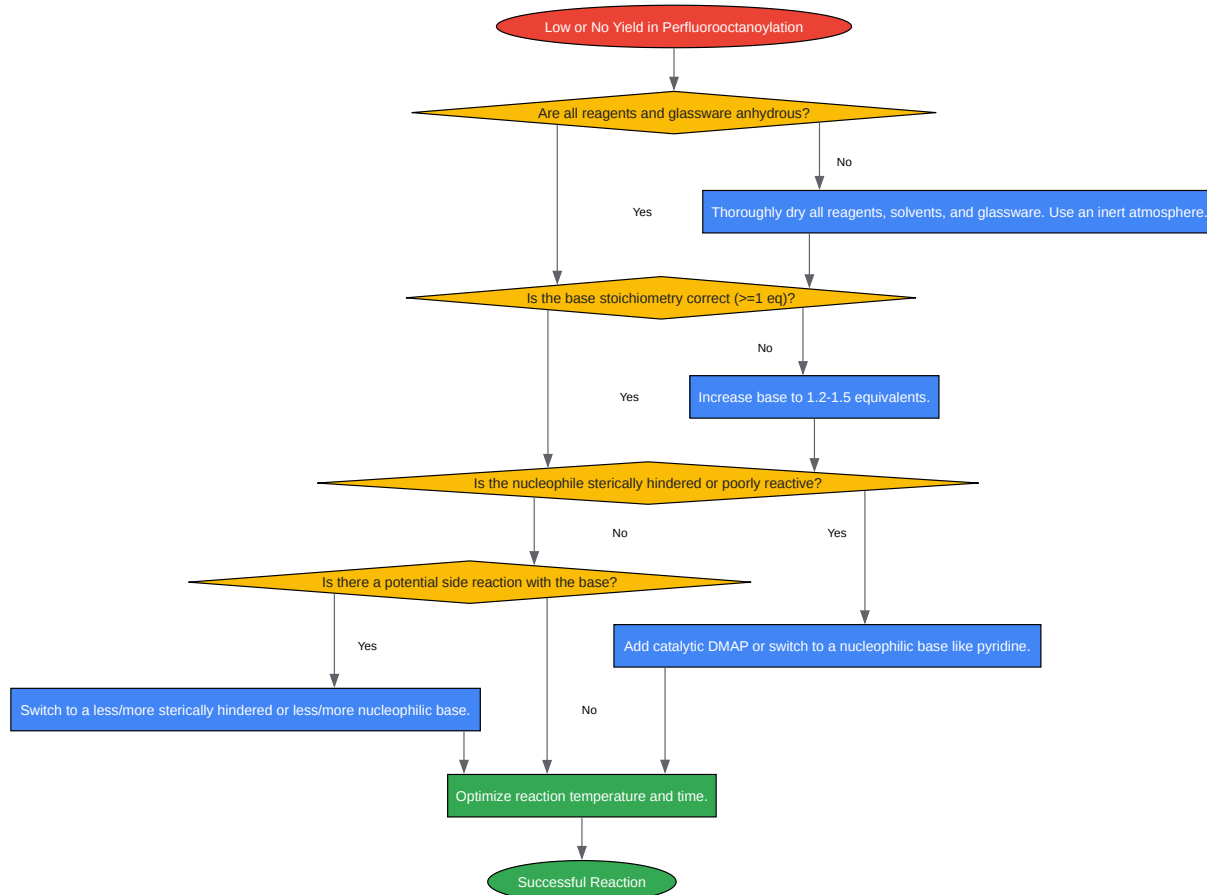 Low or No Yield in Perfluorooctanoylation
Are all reagents and glassware anhydrous?
No
Yes
Thoroughly dry all reagents, solvents, and glassware. Use an inert atmosphere.
Is the base stoichiometry correct (>=1 eq)?
No
Yes
Increase base to 1.2-1.5 equivalents.
Is the nucleophile sterically hindered or poorly reactive?
No
Yes
Is there a potential side reaction with the base?
Yes
Add catalytic DMAP or switch to a nucleophilic base like pyridine.
Switch to a less/more sterically hindered or less/more nucleophilic base.
No
Optimize reaction temperature and time.
Successful Reaction